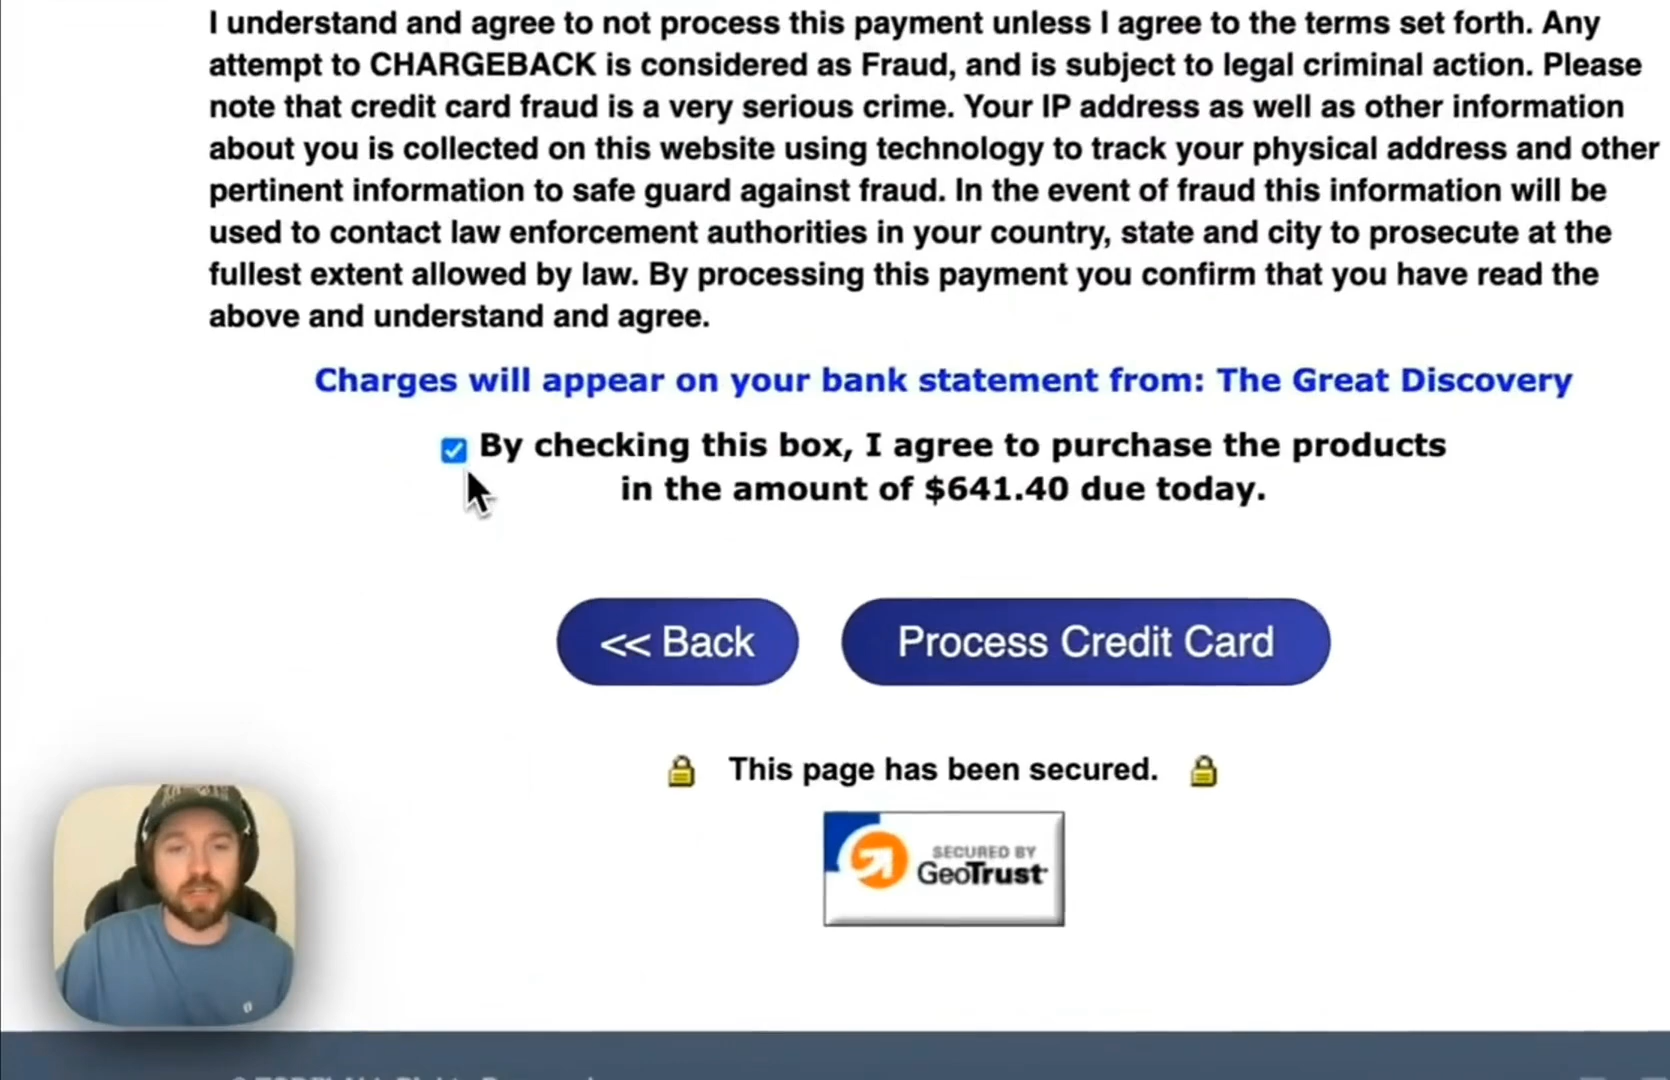 I understand and agree to not process this payment unless I agree to the terms set forth. Any
attempt to CHARGEBACK is considered as Fraud, and is subject to legal criminal action. Please
note that credit card fraud is a very serious crime. Your IP address as well as other information
about you is collected on this website using technology to track your physical address and other
pertinent information to safe guard against fraud. In the event of fraud this information will be
used to contact law enforcement authorities in your country, state and city to prosecute at the
fullest extent allowed by law. By processing this payment you confirm that you have read the
above and understand and agree.
Charges will appear on your bank statement from: The Great Discovery
By checking this box, I agree to purchase the products
in the amount of $641.40 due today.
<< Back
Process Credit Card
This page has been secured.
SECURED BY
GeoTrust